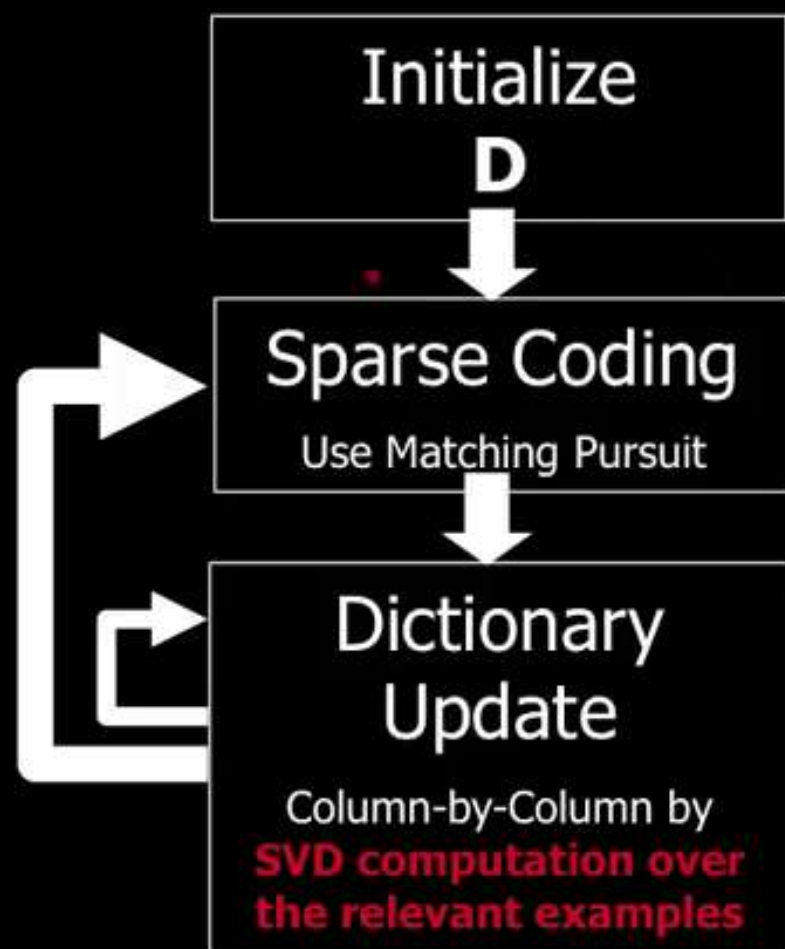 Initialize
D
Sparse Coding
Use Matching Pursuit
Dictionary
Update
Column-by-Column by
SVD computation over
the relevant examples